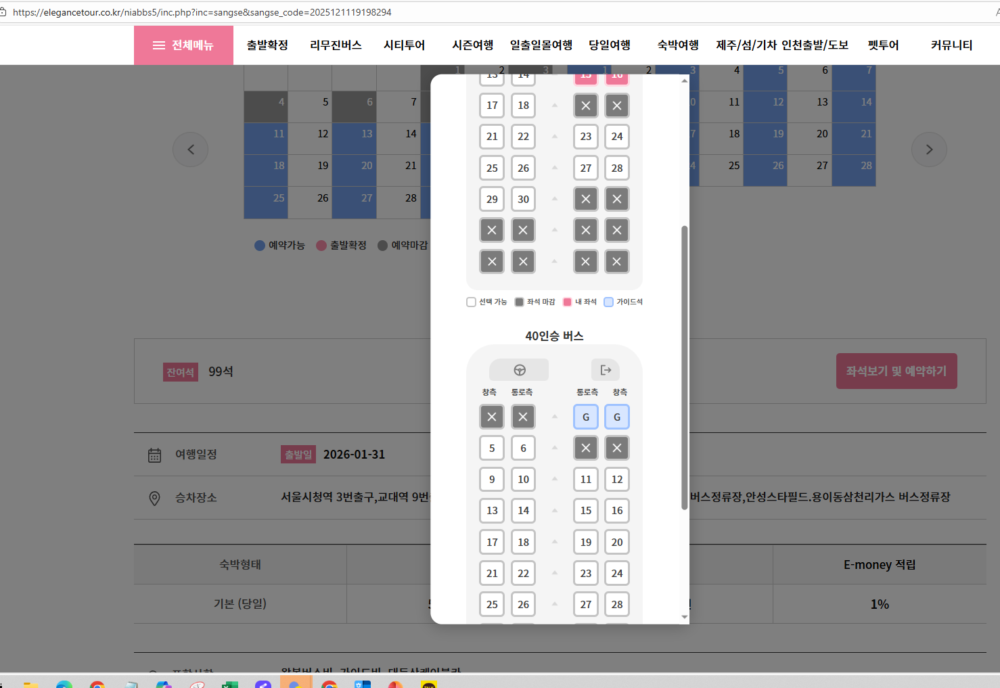 https://elegancetour.co.kr/niabbs5/inc.php?inc=sangse&sangse_code=2025121119198294
전체메뉴 출발확정 리무진버스 시티투어 시즌여행 일출일몰여행 당일여행 숙박여행 제주/섬/기차 인천출발/도보 펫투어 커뮤니티
1 2 3 1 2 3 4 5 6 7
4 5 6 7 11 12 13 14
11 12 13 14 18 19 20 21
18 19 20 21 25 26 27 28
25 26 27 28
예약가능 출발확정 예약마감
13 14 15 16
17 18
21 22 23 24
25 26 27 28
29 30
선택 가능 좌석 마감 내 좌석 가이드석
40인승 버스
창측 통로측 통로측 창측
G G
5 6
9 10 11 12
13 14 15 16
17 18 19 20
21 22 23 24
25 26 27 28
잔여석 99석
좌석보기 및 예약하기
여행일정 출발일 2026-01-31
승차장소 서울시청역 3번출구,교대역 9번 버스정류장,안성스타필드.용이동삼천리가스 버스정류장
숙박형태 E-money 적립
기본 (당일) 1%